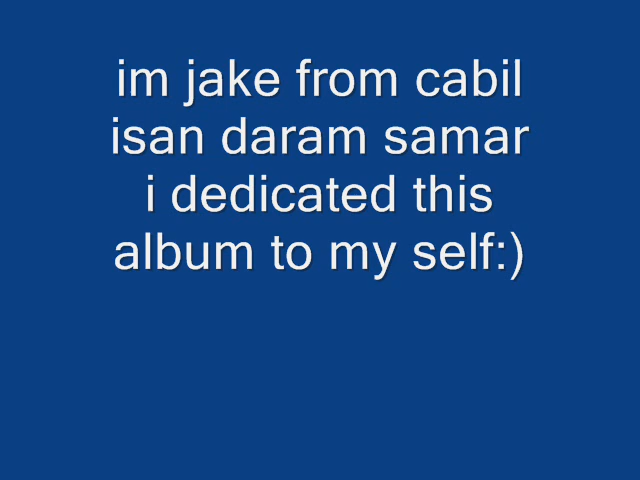 im jake from cabil
isan daram samar
i dedicated this
album to my self:)